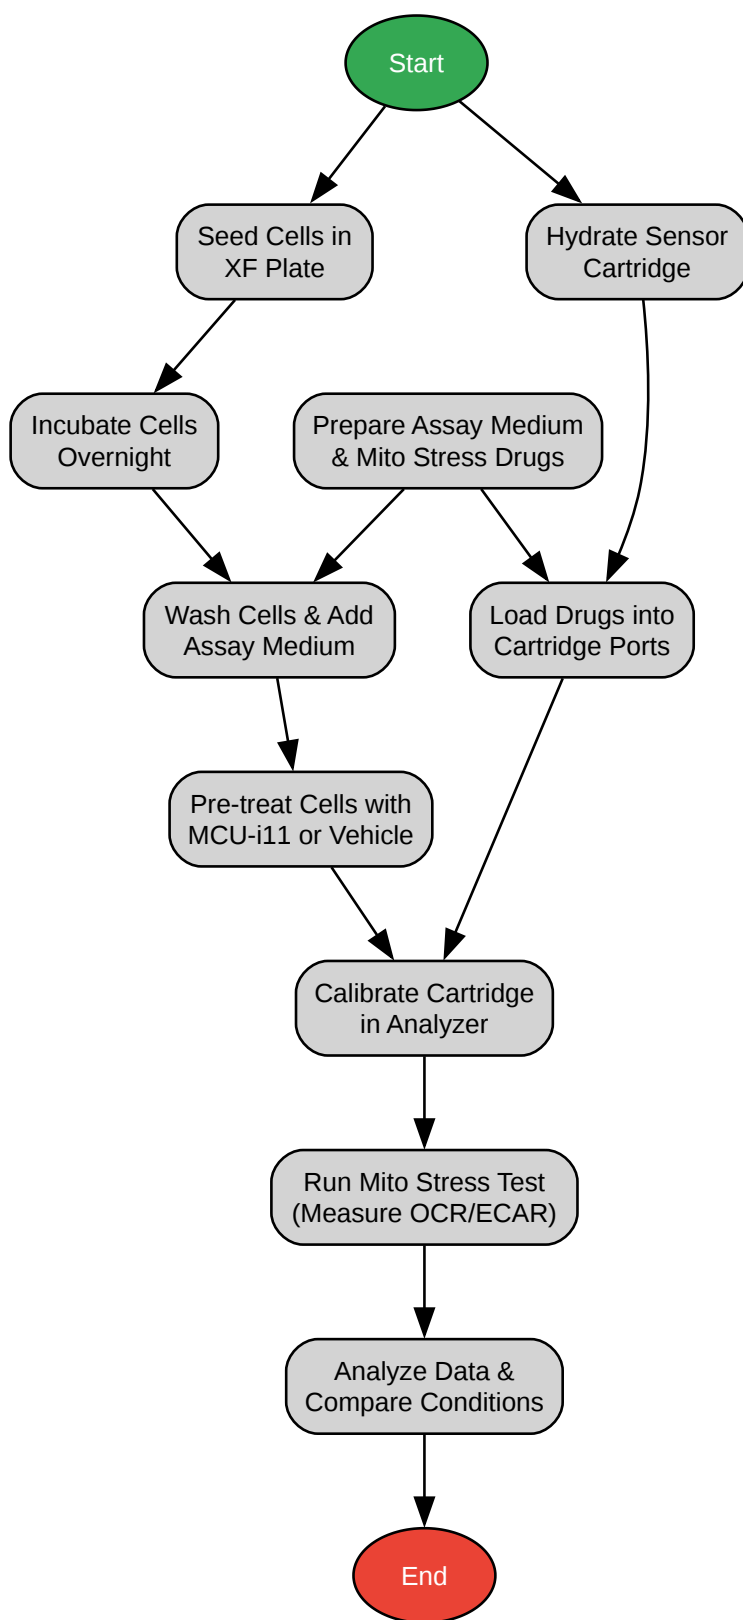 Start
Seed Cells in
XF Plate
Hydrate Sensor
Cartridge
Incubate Cells
Overnight
Prepare Assay Medium
& Mito Stress Drugs
Wash Cells & Add
Assay Medium
Load Drugs into
Cartridge Ports
Pre-treat Cells with
MCU-i11 or Vehicle
Calibrate Cartridge
in Analyzer
Run Mito Stress Test
(Measure OCR/ECAR)
Analyze Data &
Compare Conditions
End